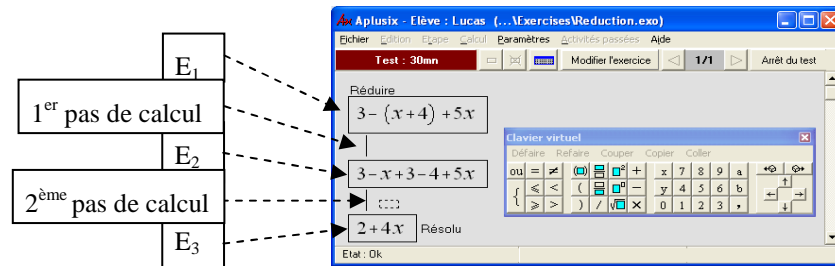 E1
1er pas de calcul
E2
2ème pas de calcul
E3
Aplusix - Elève : Lucas (...\Exercises\Reduction.exo)
Fichier Edition Etape Calcul Paramètres Activités passées Aide
Test : 30mn Modifier l'exercice 1/1 Arrêt du test
Réduire
3 - (x+4) + 5x
3 - x + 3 - 4 + 5x
2 + 4x Résolu
Clavier virtuel
Défaire Refaire Couper Copier Coller
ou = ≠ (□) □² + x 7 8 9 a
{ ⩽ < ( □ − y 4 5 6 b
⩾ > ) / √□ × 0 1 2 3 ,
Etat : Ok